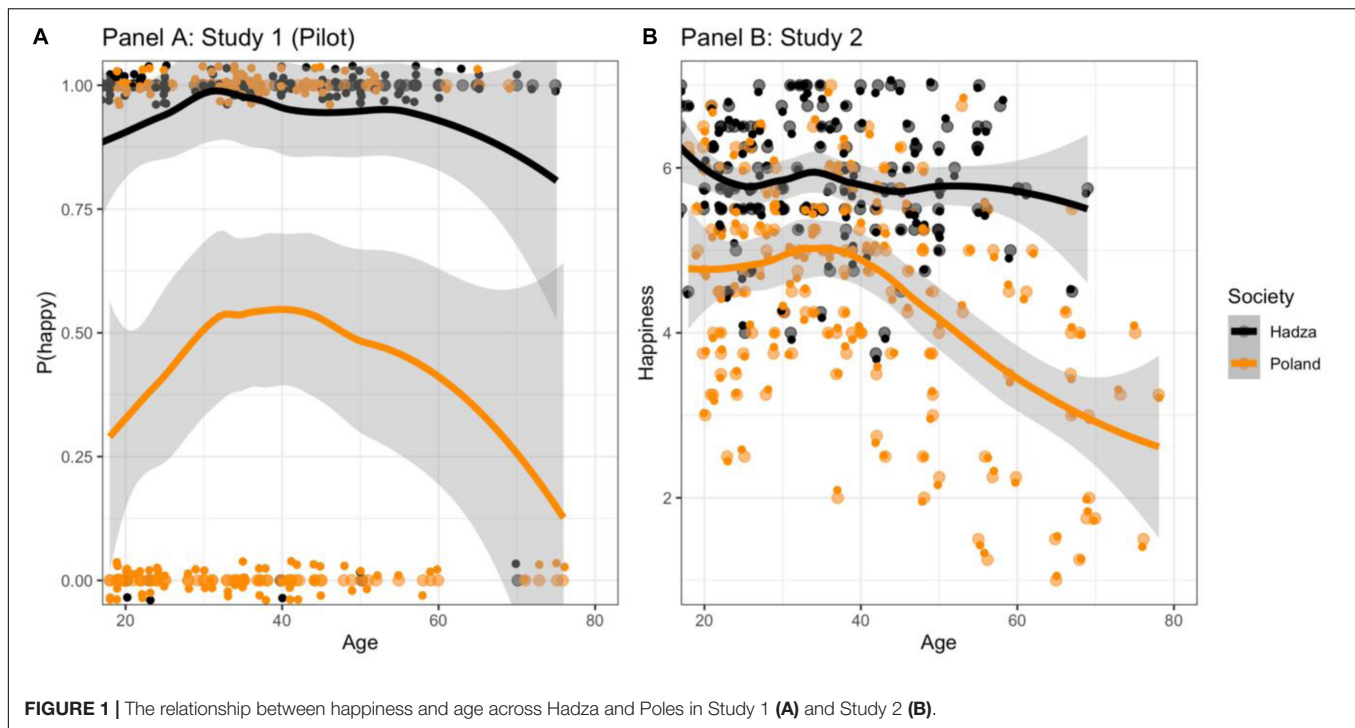 A Panel A: Study 1 (Pilot)
1.00
0.75
0.50
0.25
0.00
P(happy)
20 40 60 80
Age
B Panel B: Study 2
6
4
2
Happiness
20 40 60 80
Age
Society
Hadza
Poland
FIGURE 1 | The relationship between happiness and age across Hadza and Poles in Study 1 (A) and Study 2 (B).